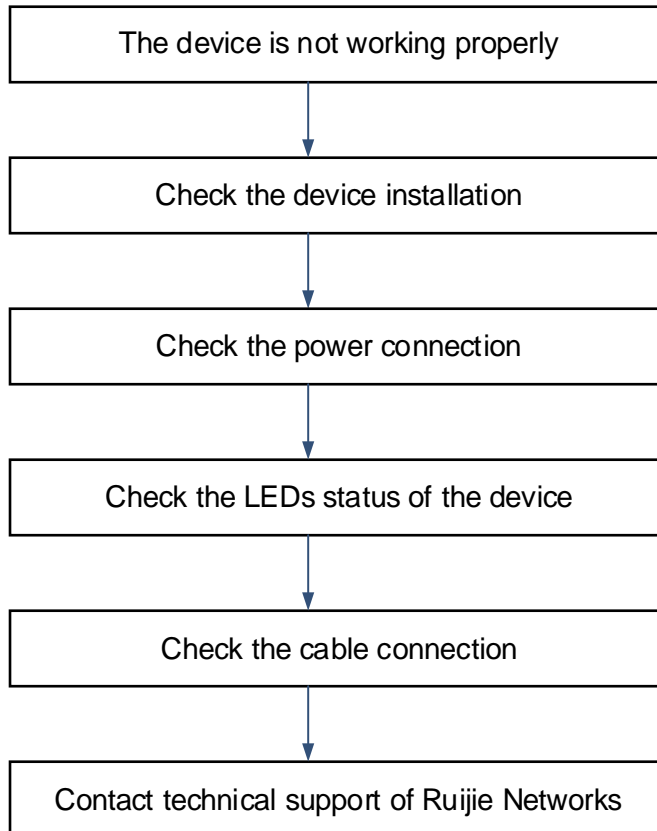 The device is not working properly
Check the device installation
Check the power connection
Check the LEDs status of the device
Check the cable connection
Contact technical support of Ruijie Networks